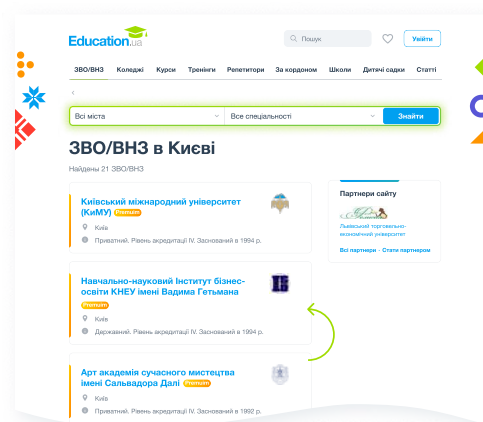 Education.ua
Пошук
Увійти
ЗВО/ВНЗ Коледжі Курси Тренінги Репетитори За кордоном Школи Дитячі садки Статті
Всі міста
Все спеціальності
Знайти
ЗВО/ВНЗ в Києві
Найдены 21 ЗВО/ВНЗ
Київський міжнародний університет
(КиМУ) Premium
Київ
Приватний. Рівень акредитації IV. Заснований в 1994 р.
Партнери сайту
Львівський торговельно-
економічний університет
Всі партнери - Стати партнером
Навчально-науковий Інститут бізнес-
освіти КНЕУ імені Вадима Гетьмана
Premium
Київ
Державний. Рівень акредитації IV. Заснований в 1994 р.
Арт академія сучасного мистецтва
імені Сальвадора Далі Premium
Київ
Приватний. Рівень акредитації IV. Заснований в 1992 р.